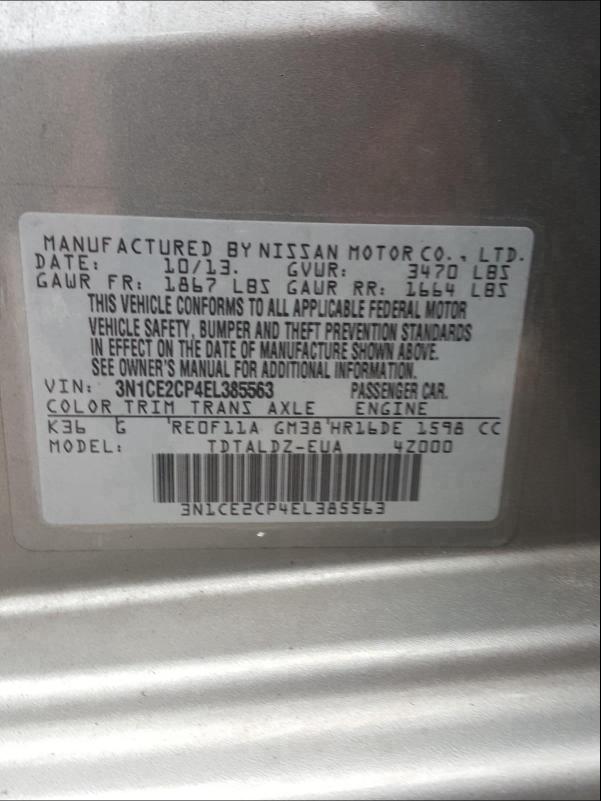 MANUFACTURED BY NISSAN MOTOR CO., LTD.
DATE: 10/13. GVWR: 3470 LBS
GAWR FR: 1867 LBS GAWR RR: 1664 LBS
THIS VEHICLE CONFORMS TO ALL APPLICABLE FEDERAL MOTOR
VEHICLE SAFETY, BUMPER AND THEFT PREVENTION STANDARDS
IN EFFECT ON THE DATE OF MANUFACTURE SHOWN ABOVE.
SEE OWNER'S MANUAL FOR ADDITIONAL INFORMATION.
VIN: 3N1CE2CP4EL385563 PASSENGER CAR.
COLOR TRIM TRANS AXLE ENGINE
K36 G RE0F11A GM38 HR16DE 1598 CC
MODEL: TDTALDZ-EUA 4Z000
3N1CE2CP4EL385563